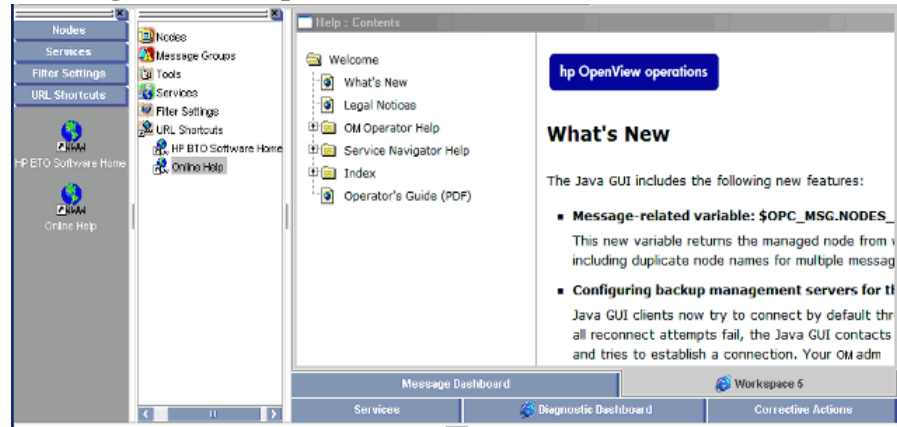 Nodes
Services
Filter Settings
URL Shortcuts
HP BTO Software Home
Online Help
Nodes
Message Groups
Tools
Services
Filter Settings
URL Shortcuts
HP BTO Software Home
Online Help
Help : Contents
Welcome
What's New
Legal Notices
OM Operator Help
Service Navigator Help
Index
Operator's Guide (PDF)
hp OpenView operations
What's New
The Java GUI includes the following new features:
Message-related variable: $OPC_MSG.NODES_
This new variable returns the managed node from
including duplicate node names for multiple messag
Configuring backup management servers for th
Java GUI clients now try to connect by default thr
all reconnect attempts fail, the Java GUI contacts
and tries to establish a connection. Your OM adm
Message Dashboard
Workspace 6
Services
Diagnostic Dashboard
Corrective Actions